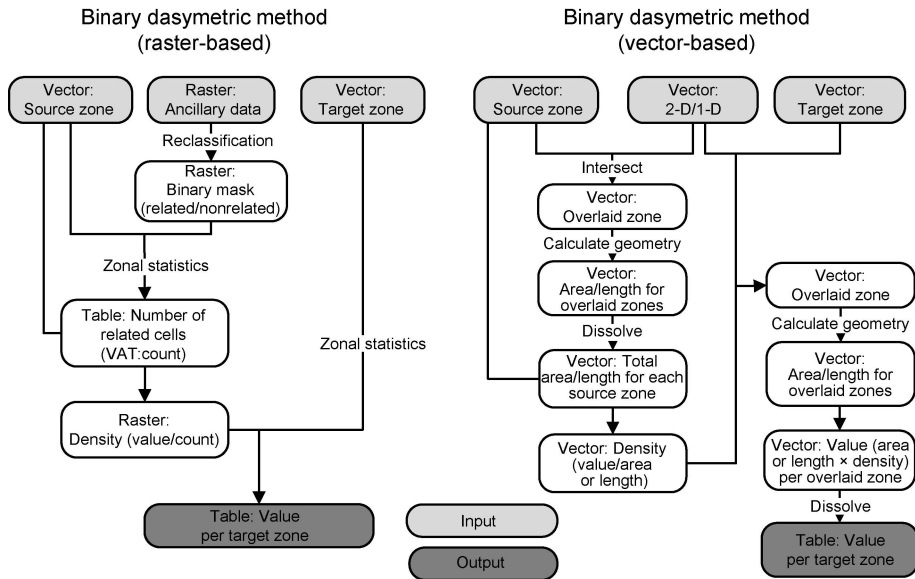 Binary dasymetric method
(raster-based)
Vector:
Source zone
Raster:
Ancillary data
Vector:
Target zone
Reclassification
Raster:
Binary mask
(related/nonrelated)
Zonal statistics
Table: Number of
related cells
(VAT:count)
Zonal statistics
Raster:
Density (value/count)
Table: Value
per target zone
Binary dasymetric method
(vector-based)
Vector:
Source zone
Vector:
2-D/1-D
Vector:
Target zone
Intersect
Vector:
Overlaid zone
Calculate geometry
Vector:
Area/length for
overlaid zones
Dissolve
Vector: Total
area/length for each
source zone
Vector: Density
(value/area
or length)
Vector:
Overlaid zone
Calculate geometry
Vector:
Area/length for
overlaid zones
Vector: Value (area
or length × density)
per overlaid zone
Dissolve
Table: Value
per target zone
Input
Output